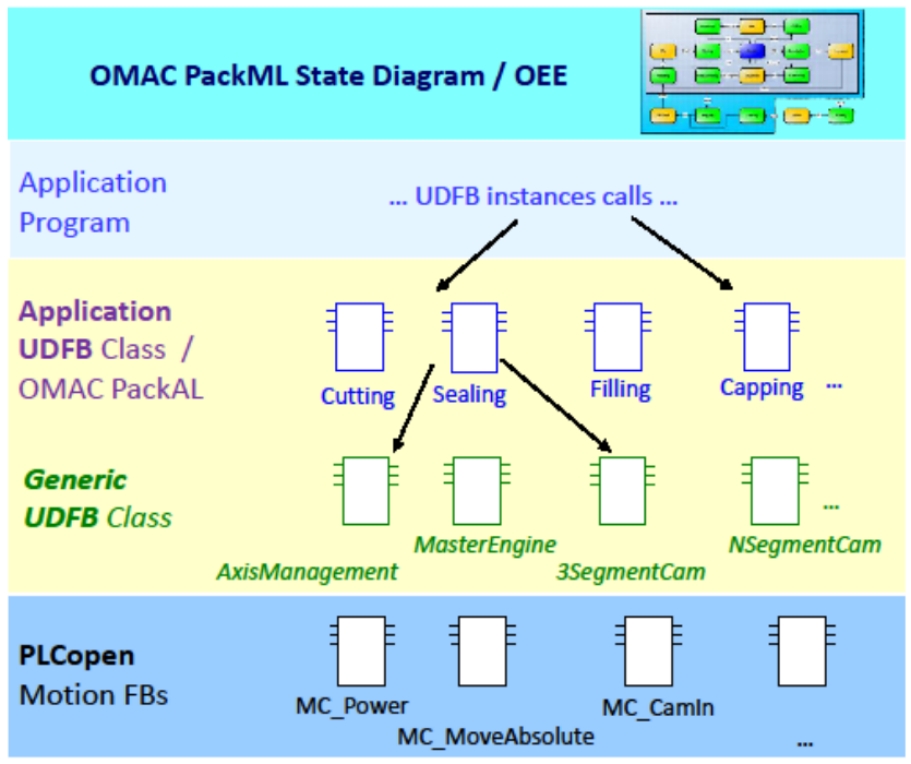 OMAC PackML State Diagram / OEE
Application
Program
... UDFB instances calls ...
Application
UDFB Class /
OMAC PackAL
Cutting
Sealing
Filling
Capping
...
Generic
UDFB Class
...
MasterEngine
NSegmentCam
AxisManagement
3SegmentCam
PLCopen
Motion FBs
MC_Power
MC_CamIn
MC_MoveAbsolute
...